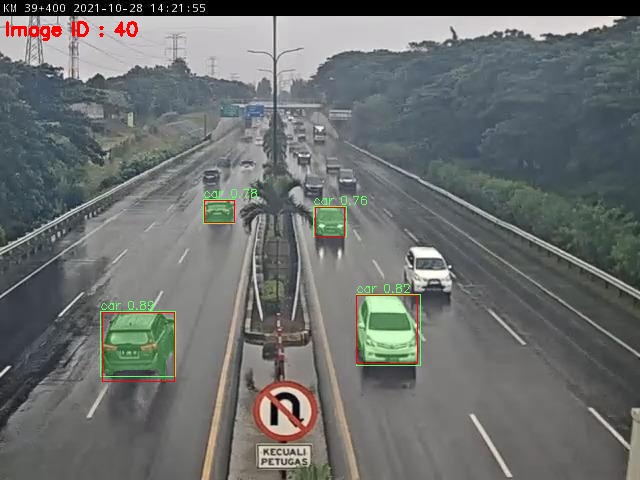 KM 39+400 2021-10-28 14:21:55
Image ID : 40
car 0.78
car 0.76
car 0.89
car 0.82
KECUALI
PETUGAS